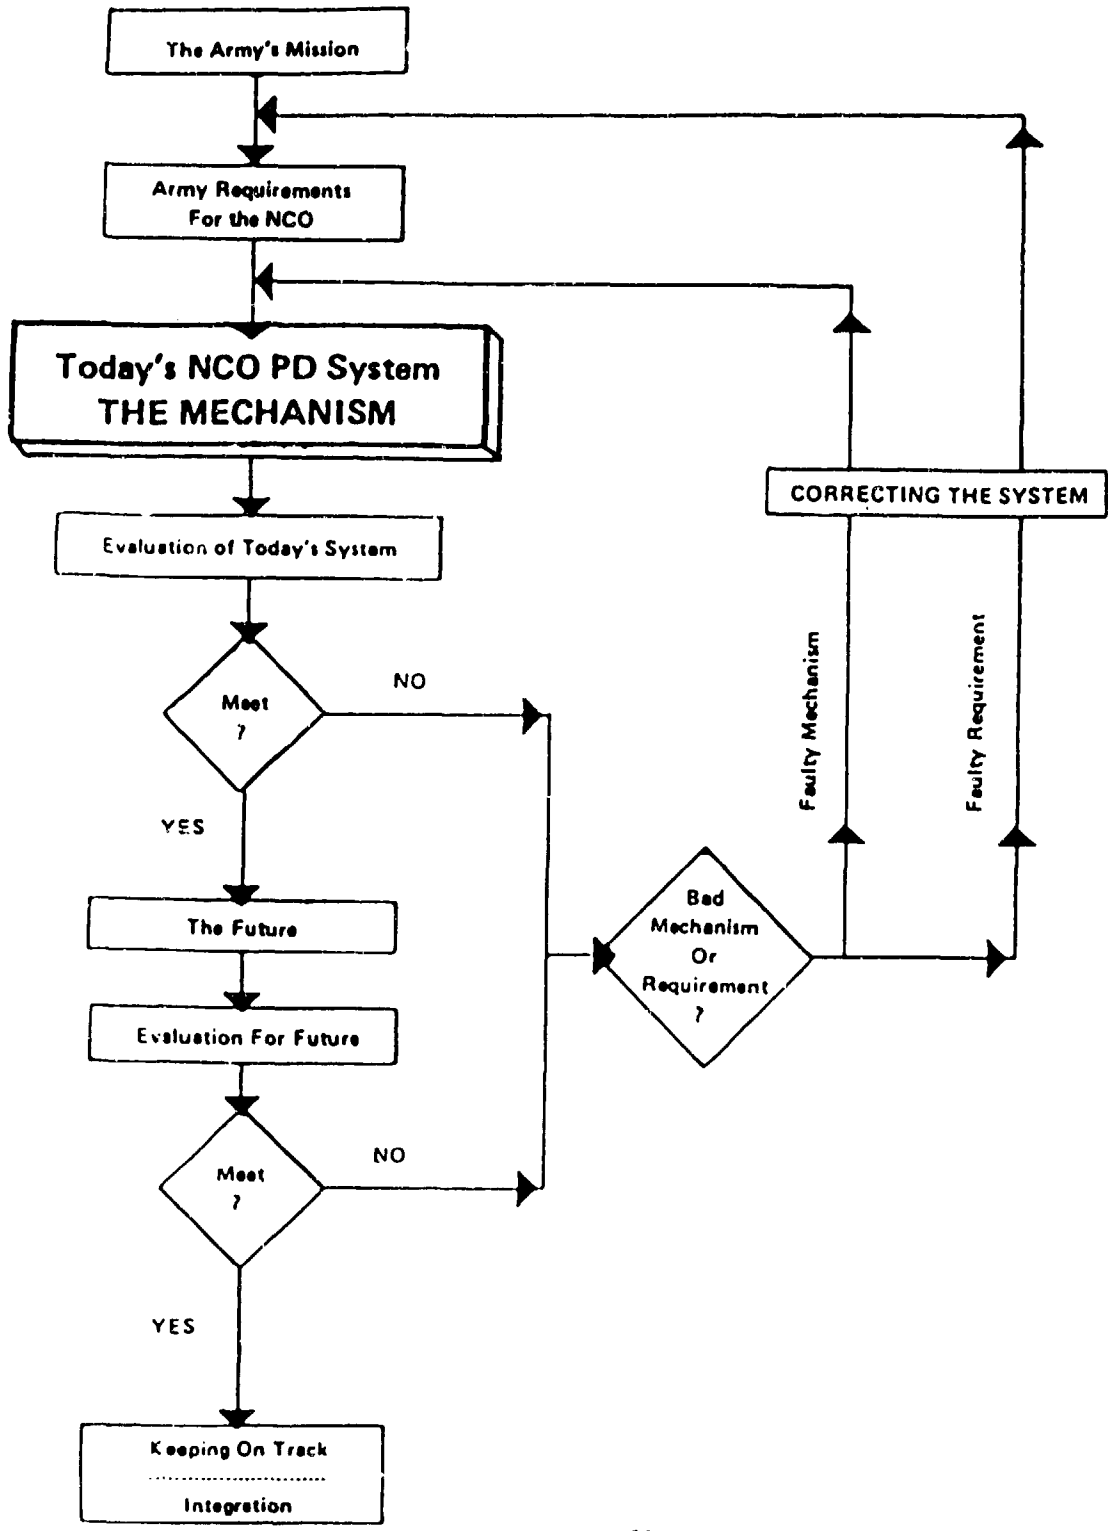 The Army's Mission
Army Requirements
For the NCO
Today's NCO PD System
THE MECHANISM
CORRECTING THE SYSTEM
Evaluation of Today's System
Meet
?
NO
YES
Faulty Mechanism
Faulty Requirement
The Future
Bad
Mechanism
Or
Requirement
?
Evaluation For Future
Meet
?
NO
YES
Keeping On Track
Integration